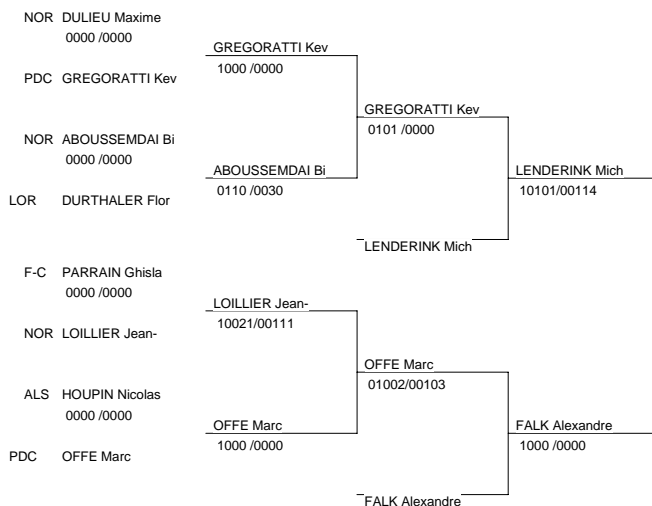 NOR DULIEU Maxime
0000 /0000
GREGORATTI Kev
1000 /0000
PDC GREGORATTI Kev
GREGORATTI Kev
0101 /0000
NOR ABOUSSEMDAI Bi
0000 /0000
ABOUSSEMDAI Bi
0110 /0030
LENDERINK Mich
10101/00114
LOR DURTHALER Flor
LENDERINK Mich
F-C PARRAIN Ghisla
0000 /0000
LOILLIER Jean-
10021/00111
NOR LOILLIER Jean-
OFFE Marc
01002/00103
ALS HOUPIN Nicolas
0000 /0000
OFFE Marc
1000 /0000
FALK Alexandre
1000 /0000
PDC OFFE Marc
FALK Alexandre